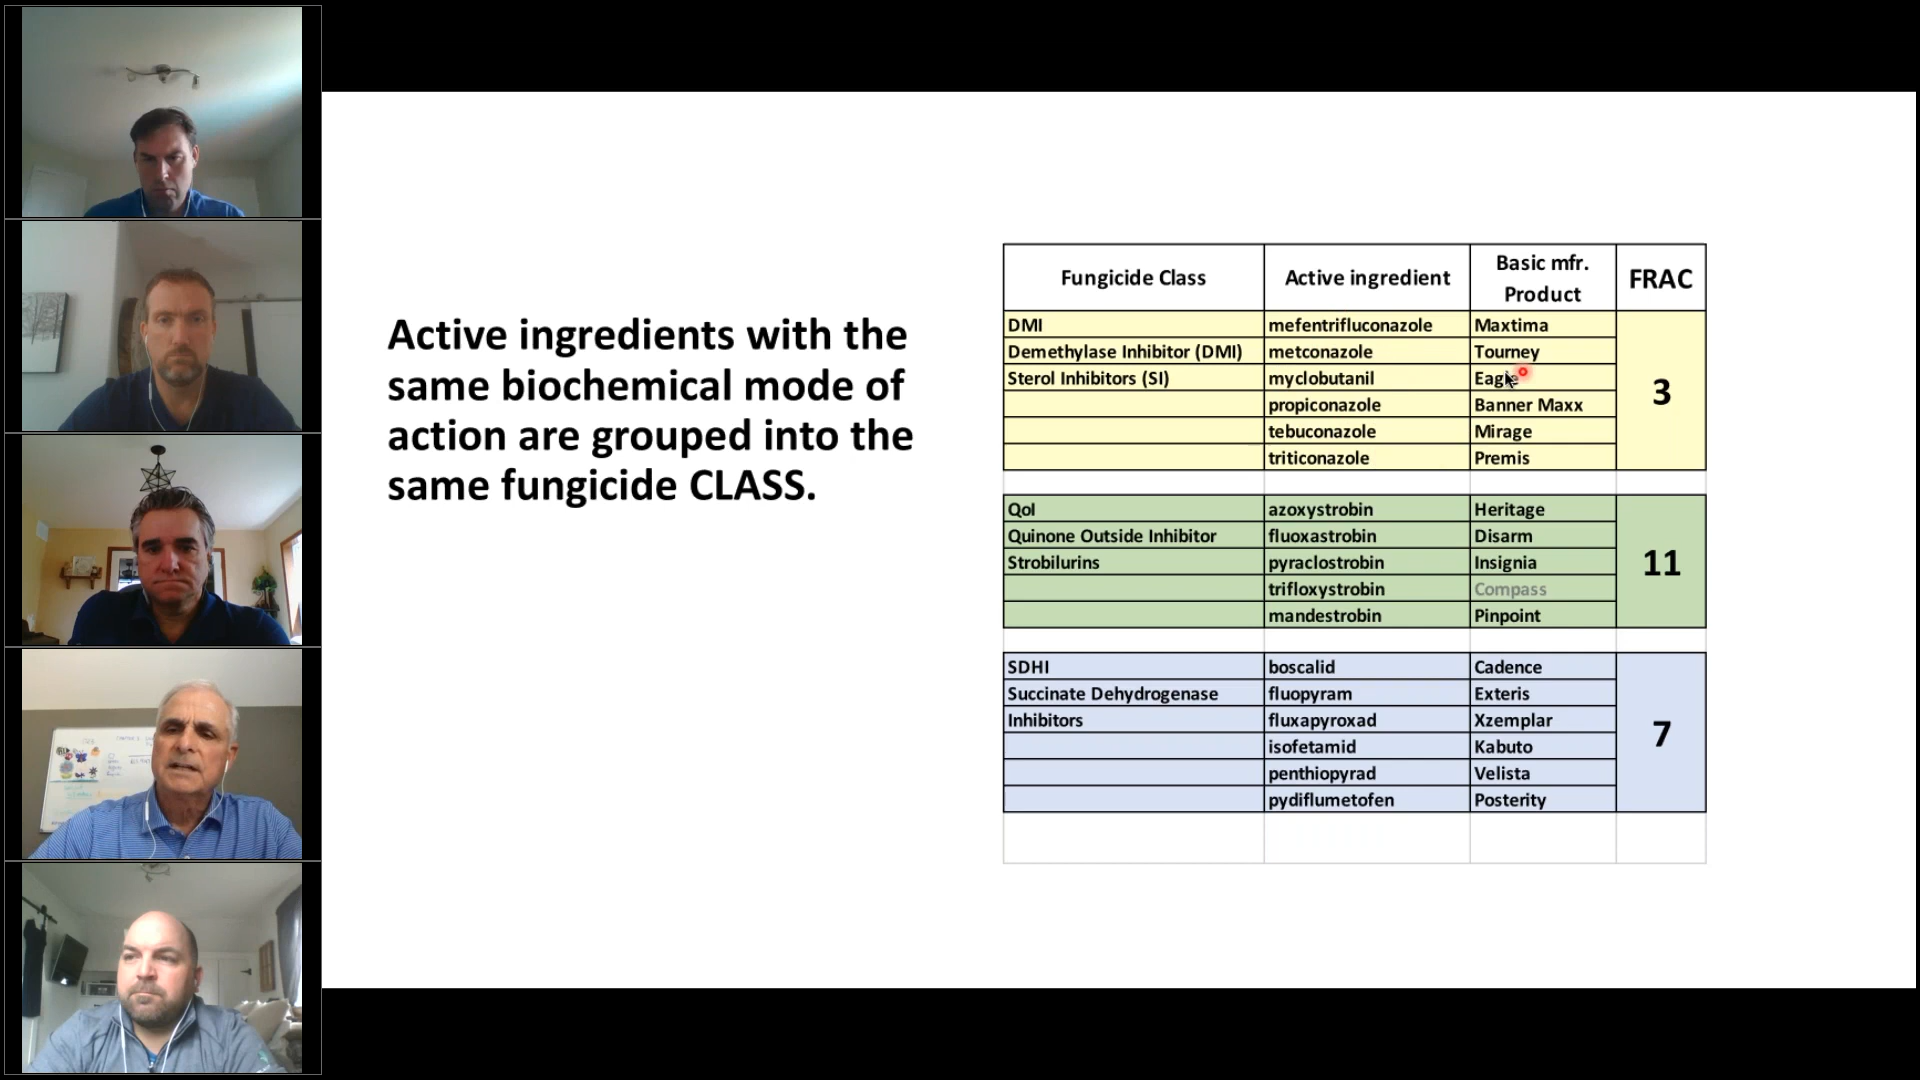 Active ingredients with the
same biochemical mode of
action are grouped into the
same fungicide CLASS.
Fungicide Class Active ingredient Basic mfr. Product FRAC
DMI mefentrifluconazole Maxtima
Demethylase Inhibitor (DMI) metconazole Tourney
Sterol Inhibitors (SI) myclobutanil Eagle
propiconazole Banner Maxx
tebuconazole Mirage
triticonazole Premis
3
QoI azoxystrobin Heritage
Quinone Outside Inhibitor fluoxastrobin Disarm
Strobilurins pyraclostrobin Insignia
trifloxystrobin Compass
mandestrobin Pinpoint
11
SDHI boscalid Cadence
Succinate Dehydrogenase fluopyram Exteris
Inhibitors fluxapyroxad Xzemplar
isofetamid Kabuto
penthiopyrad Velista
pydiflumetofen Posterity
7